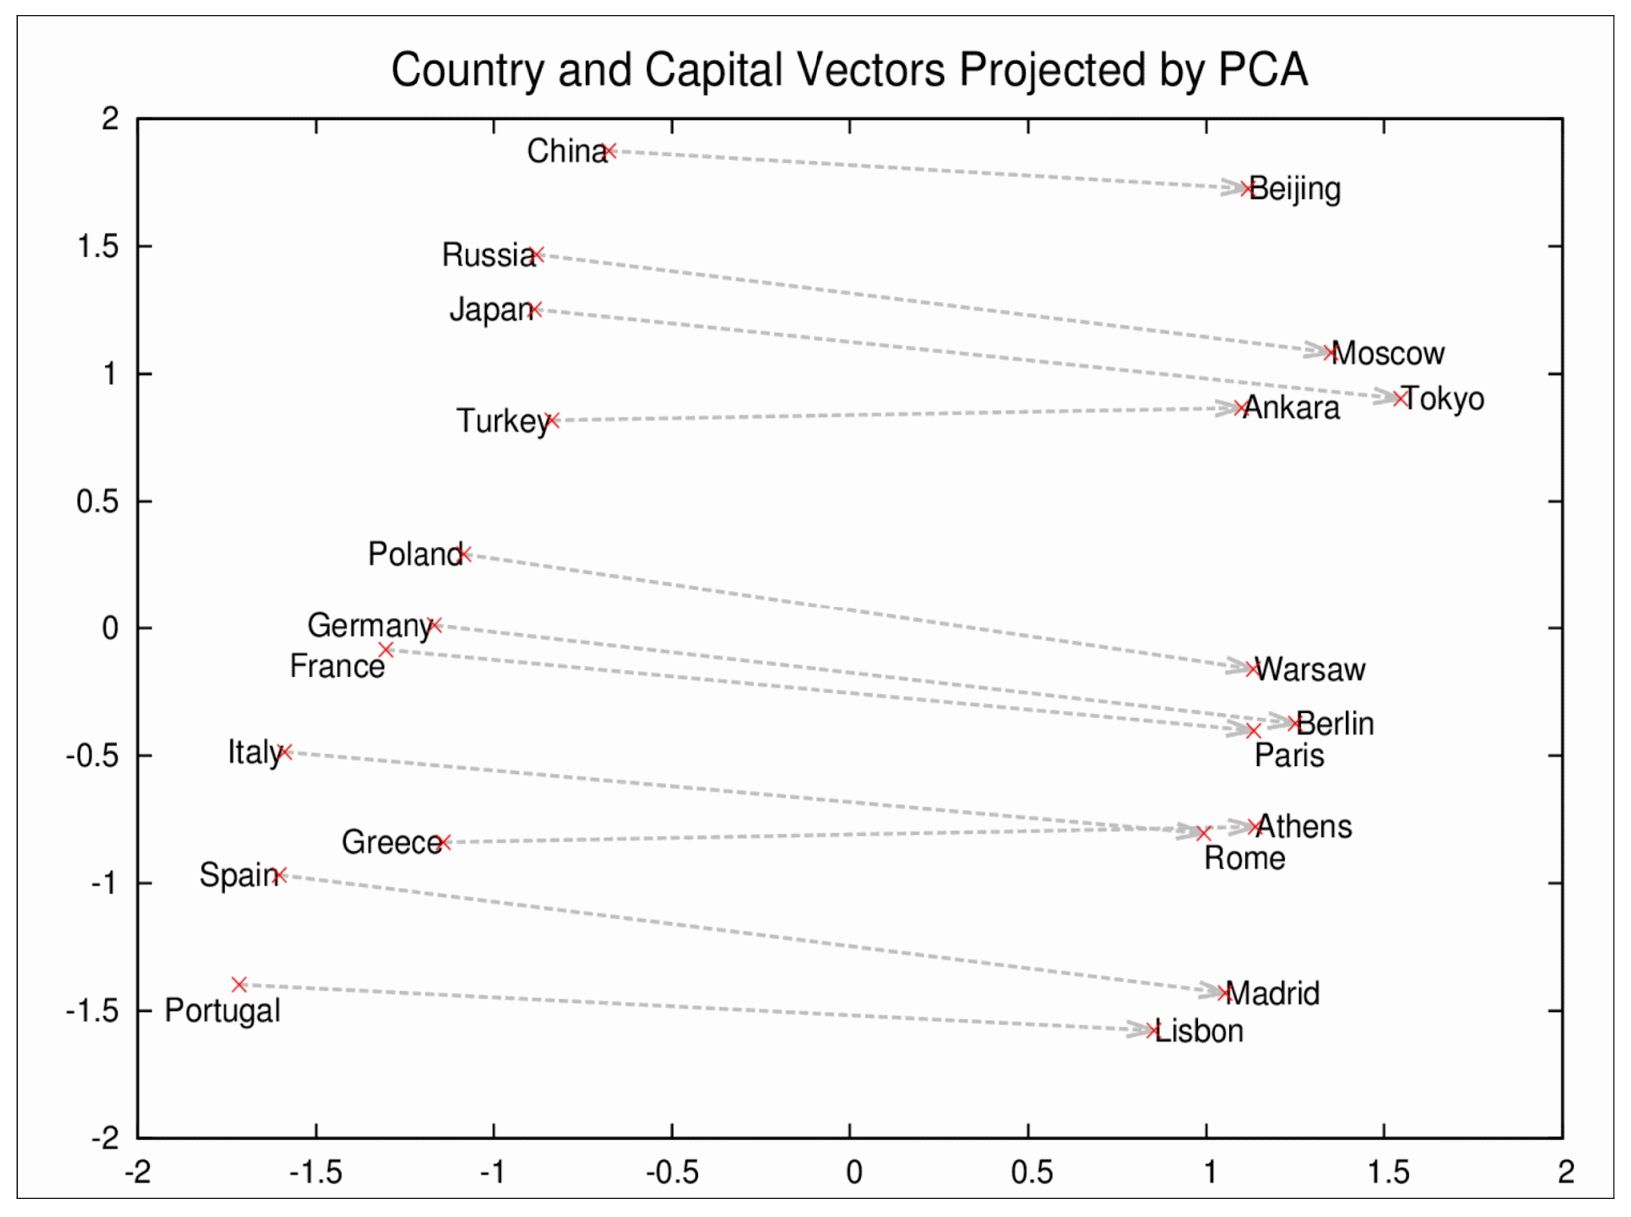 Country and Capital Vectors Projected by PCA
2
China
Beijing
1.5
Russia
Japan
Moscow
1
Tokyo
Ankara
Turkey
0.5
Poland
0
Germany
France
Warsaw
Berlin
-0.5
Italy
Paris
Athens
Greece
Rome
-1
Spain
Madrid
-1.5
Portugal
Lisbon
-2
-2 -1.5 -1 -0.5 0 0.5 1 1.5 2